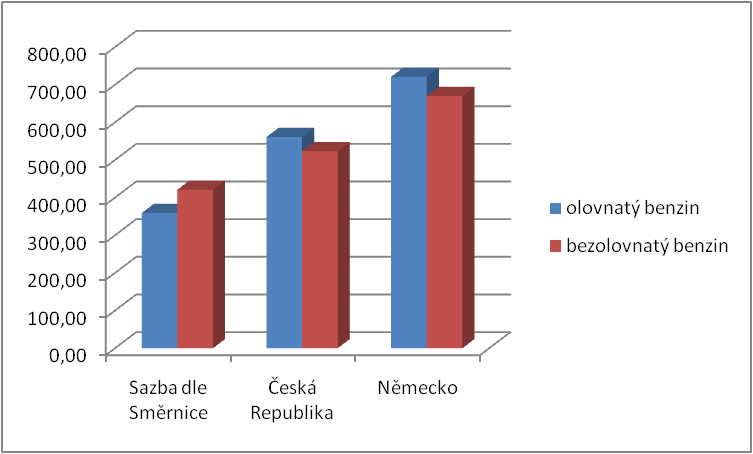 800,00
700,00
600,00
500,00
400,00
300,00
200,00
100,00
0,00
Sazba dle
Směrnice
Česká
Republika
Německo
olovnatý benzin
bezolovnatý benzin